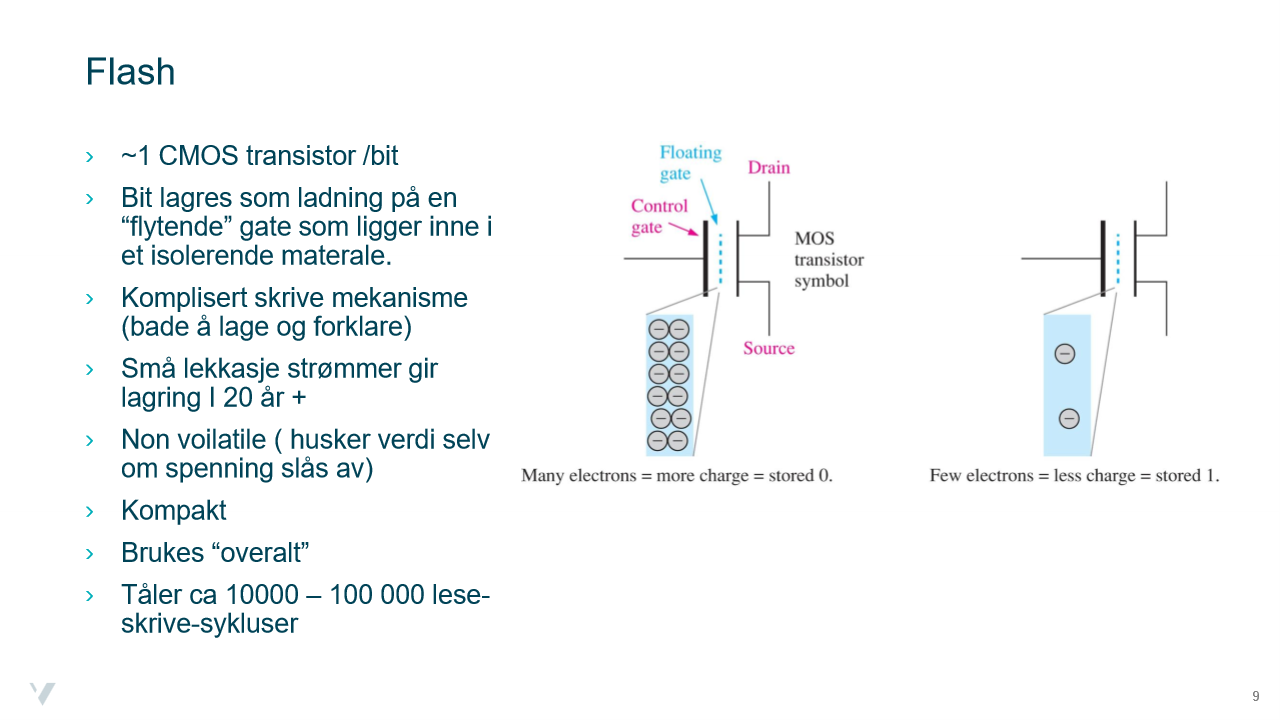 Flash
› ~1 CMOS transistor /bit
› Bit lagres som ladning på en
“flytende” gate som ligger inne i
et isolerende materale.
› Komplisert skrive mekanisme
(bade å lage og forklare)
› Små lekkasje strømmer gir
lagring I 20 år +
› Non voilatile ( husker verdi selv
om spenning slås av)
› Kompakt
› Brukes “overalt”
› Tåler ca 10000 – 100 000 lese-
skrive-sykluser
Floating
gate
Drain
Control
gate
MOS
transistor
symbol
Source
Many electrons = more charge = stored 0.
Few electrons = less charge = stored 1.
9